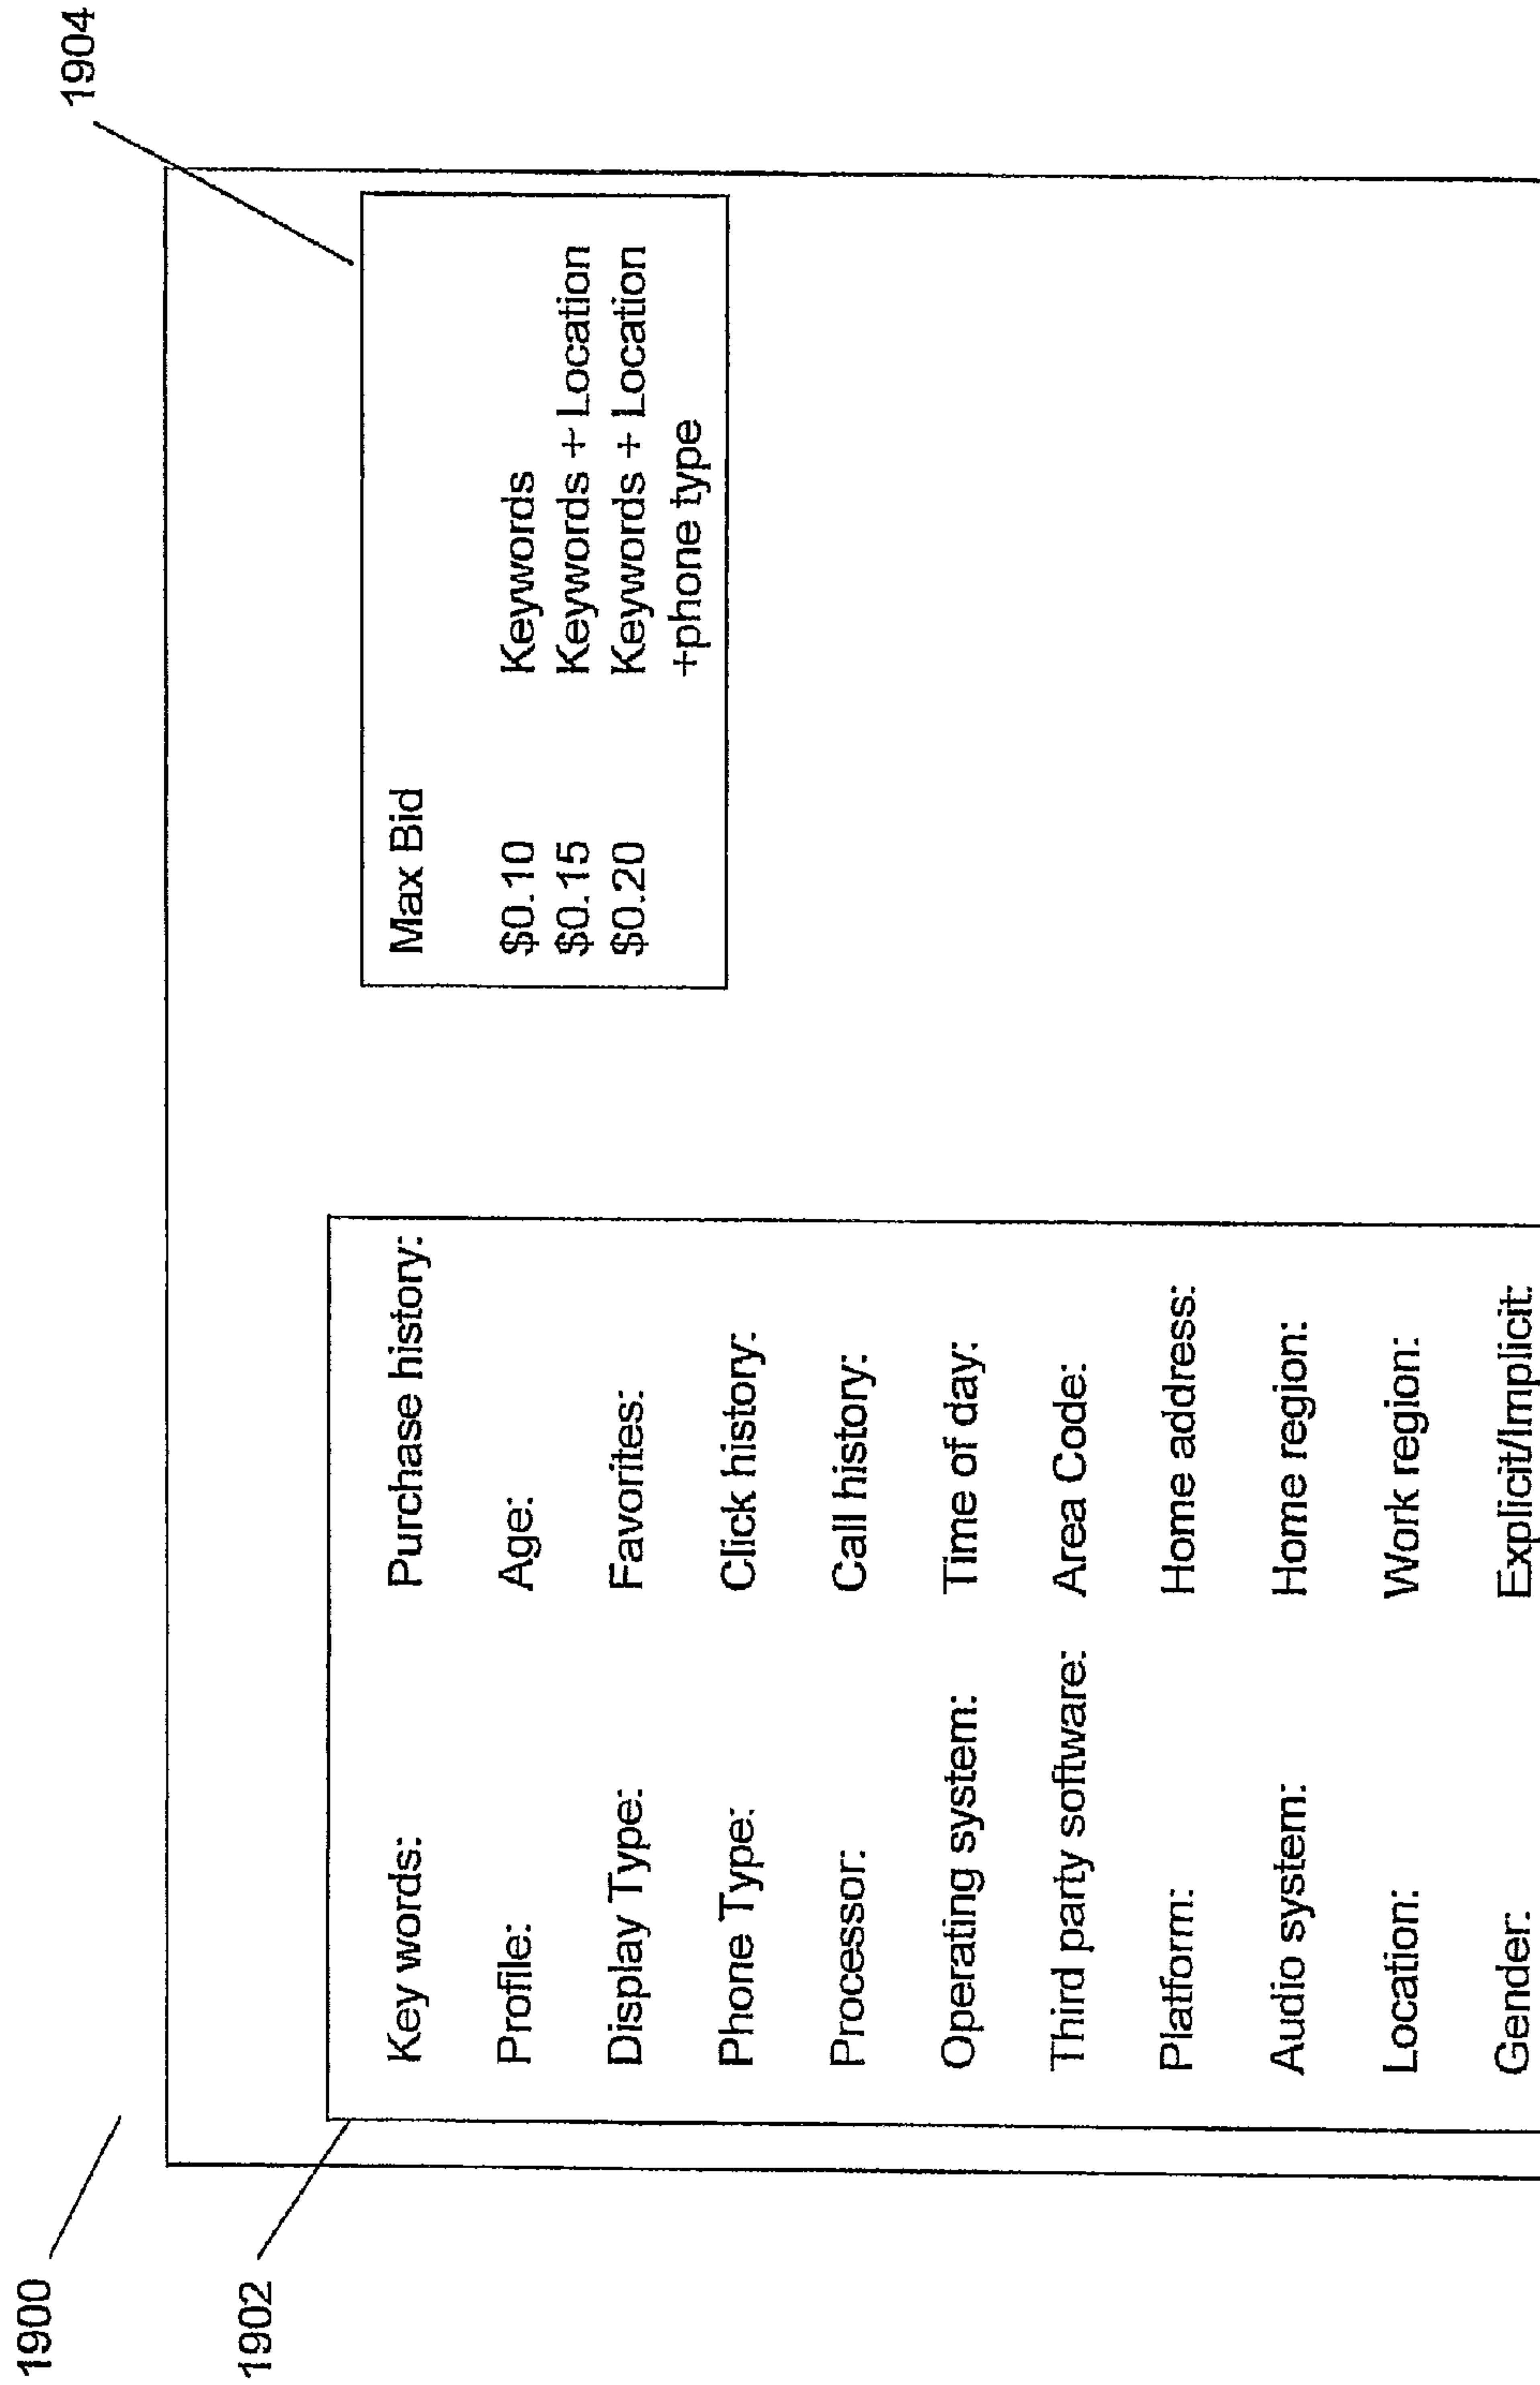 1900
1902
1904
Key words: Purchase history:
Profile: Age:
Display Type: Favorites:
Phone Type: Click history:
Processor: Call history:
Operating system: Time of day:
Third party software: Area Code:
Platform: Home address:
Audio system: Home region:
Location: Work region:
Gender: Explicit/Implicit:
Max Bid
$0.10 Keywords
$0.15 Keywords + Location
$0.20 Keywords + Location
+phone type